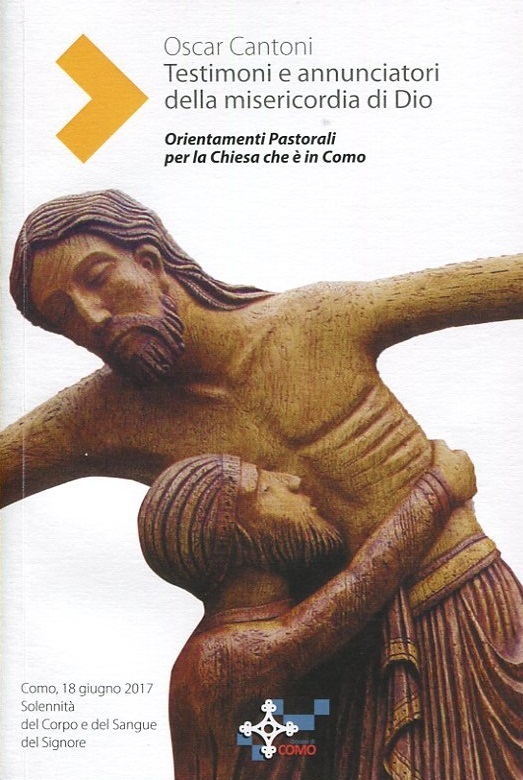 Oscar Cantoni
Testimoni e annunciatori
della misericordia di Dio
Orientamenti Pastorali
per la Chiesa che è in Como
Como, 18 giugno 2017
Solennità
del Corpo e del Sangue
del Signore
COMO